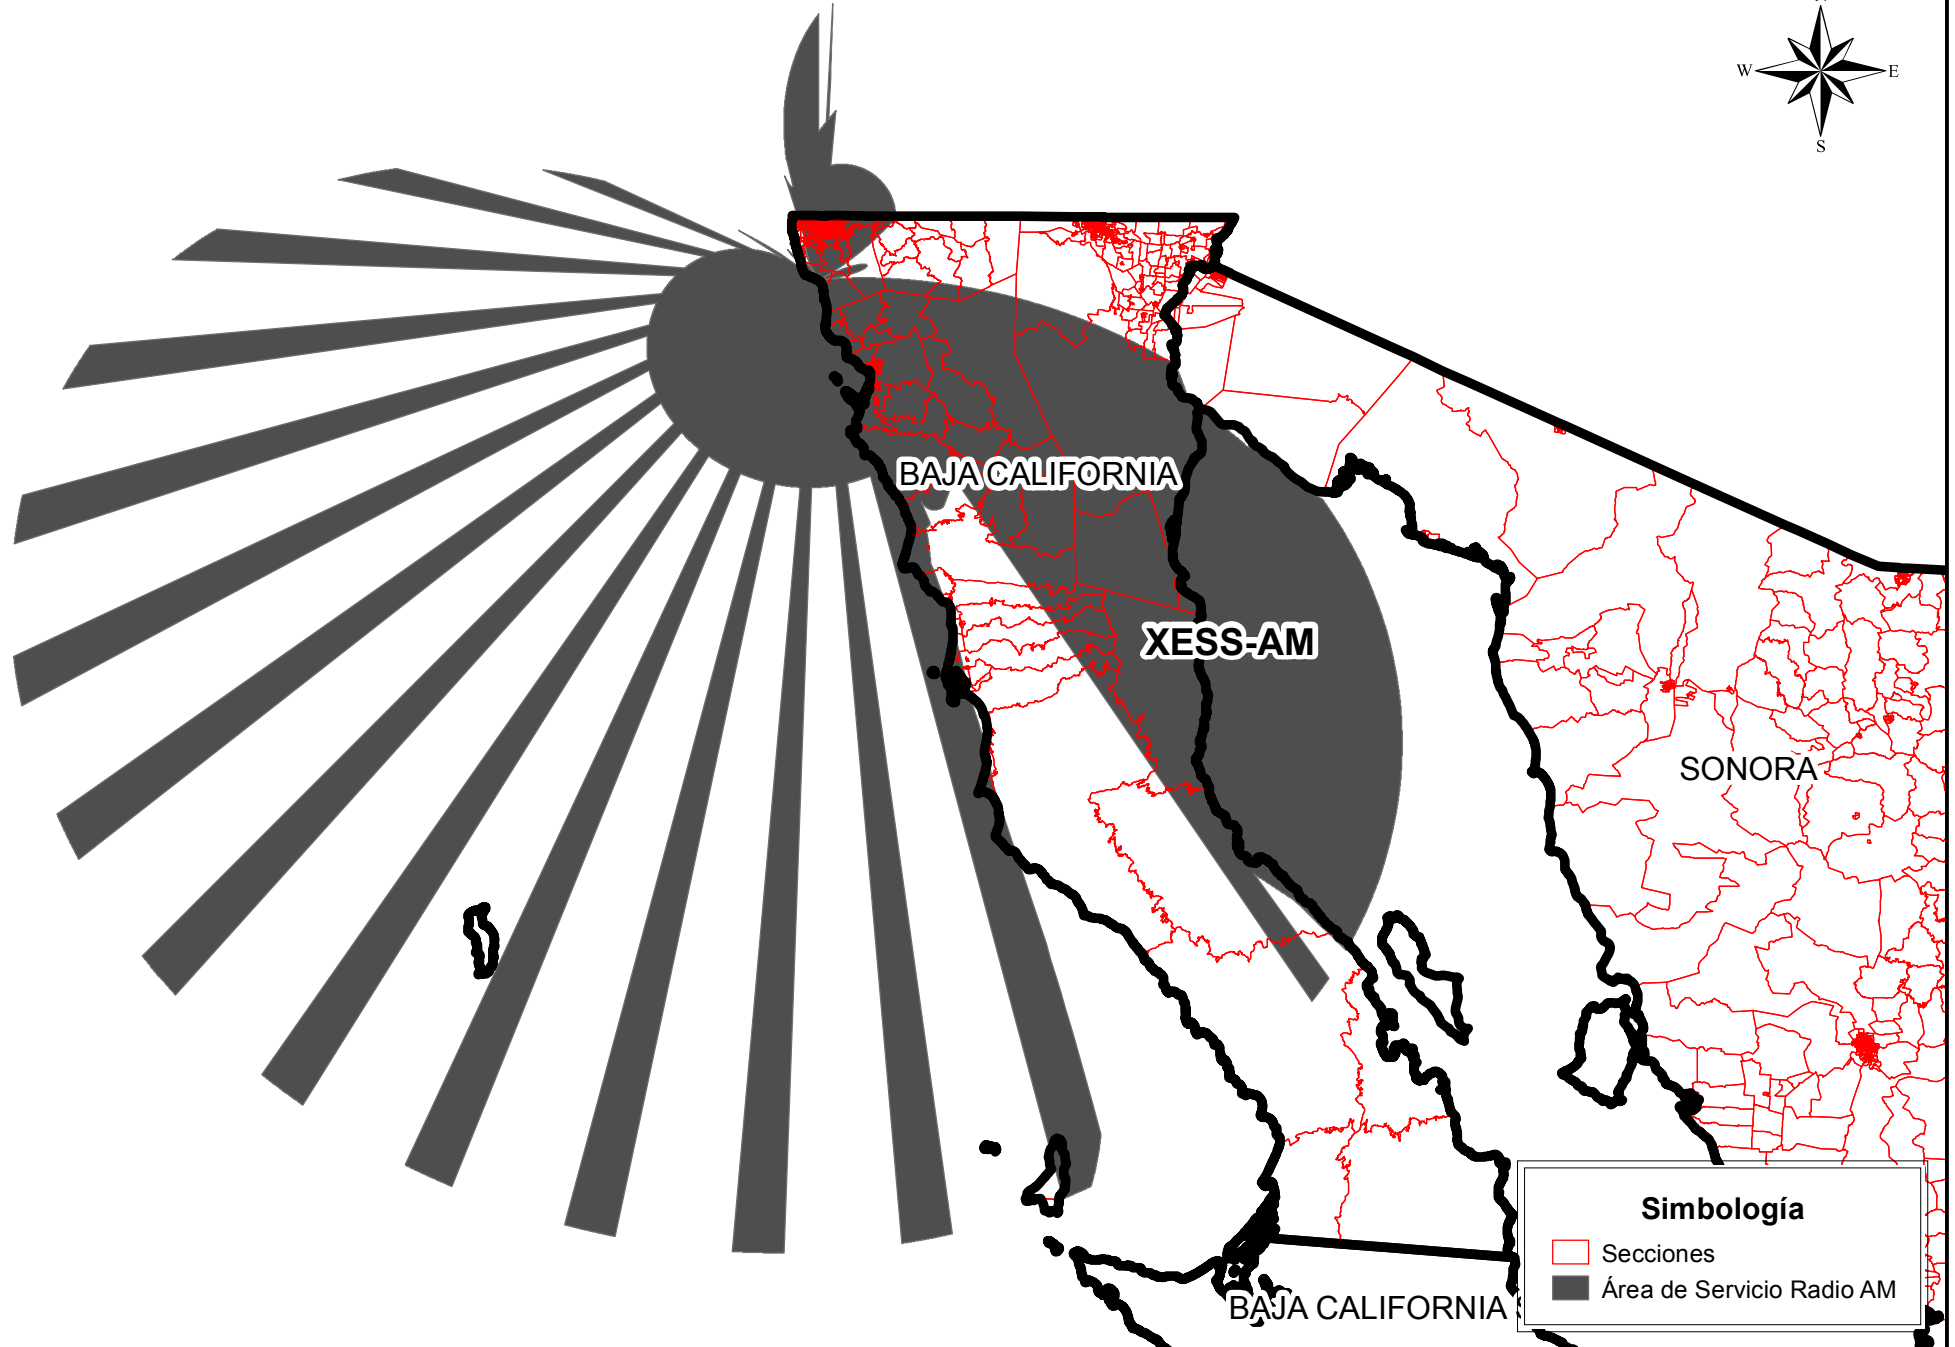 W
E
S
BAJA CALIFORNIA
XESS-AM
SONORA
Simbología
Secciones
Área de Servicio Radio AM
BAJA CALIFORNIA